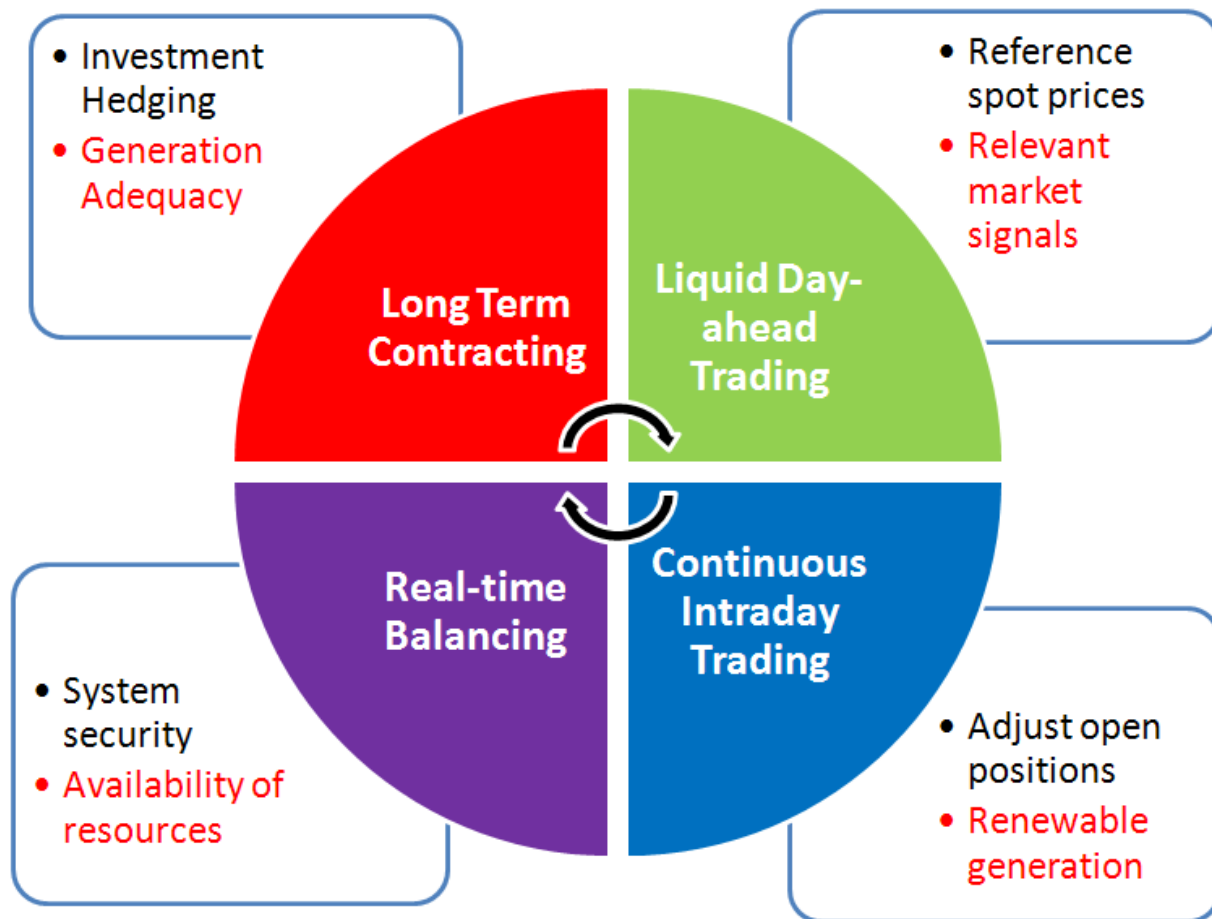 • Investment
Hedging
• Generation
Adequacy
• Reference
spot prices
• Relevant
market
signals
Long Term
Contracting
Liquid Day-
ahead
Trading
Real-time
Balancing
Continuous
Intraday
Trading
• System
security
• Availability of
resources
• Adjust open
positions
• Renewable
generation